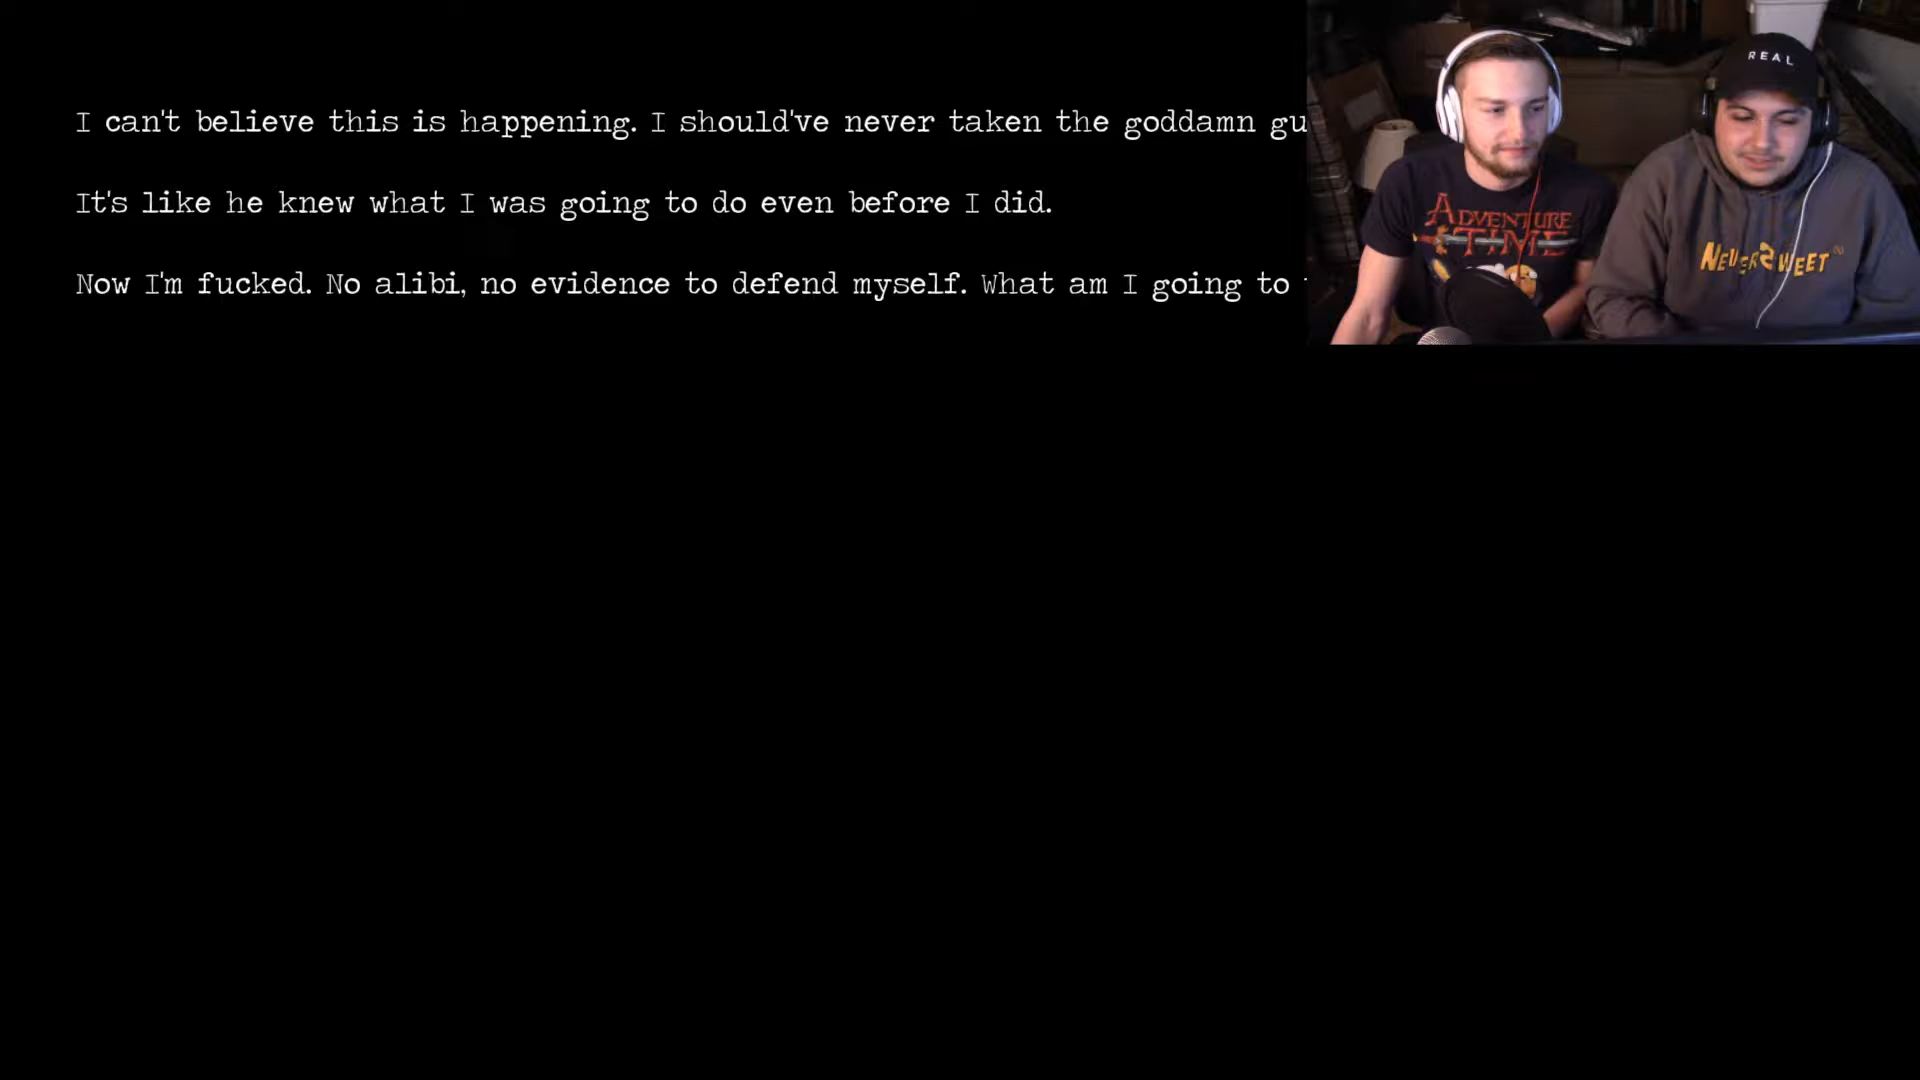 I can't believe this is happening. I should've never taken the goddamn
It's like he knew what I was going to do even before I did.
Now I'm fucked. No alibi, no evidence to defend myself. What am I going to
REAL
ADVENTURE
TIME